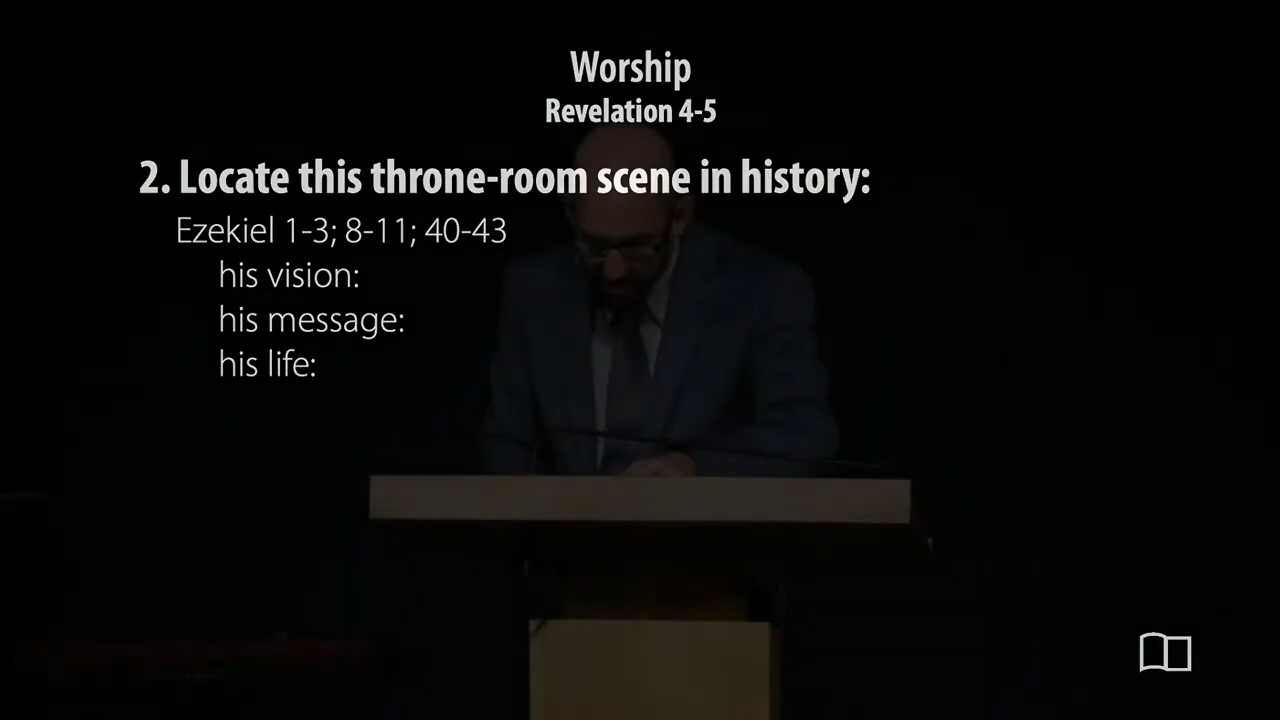 Worship
Revelation 4-5
2. Locate this throne-room scene in history:
Ezekiel 1-3; 8-11; 40-43
his vision:
his message:
his life: